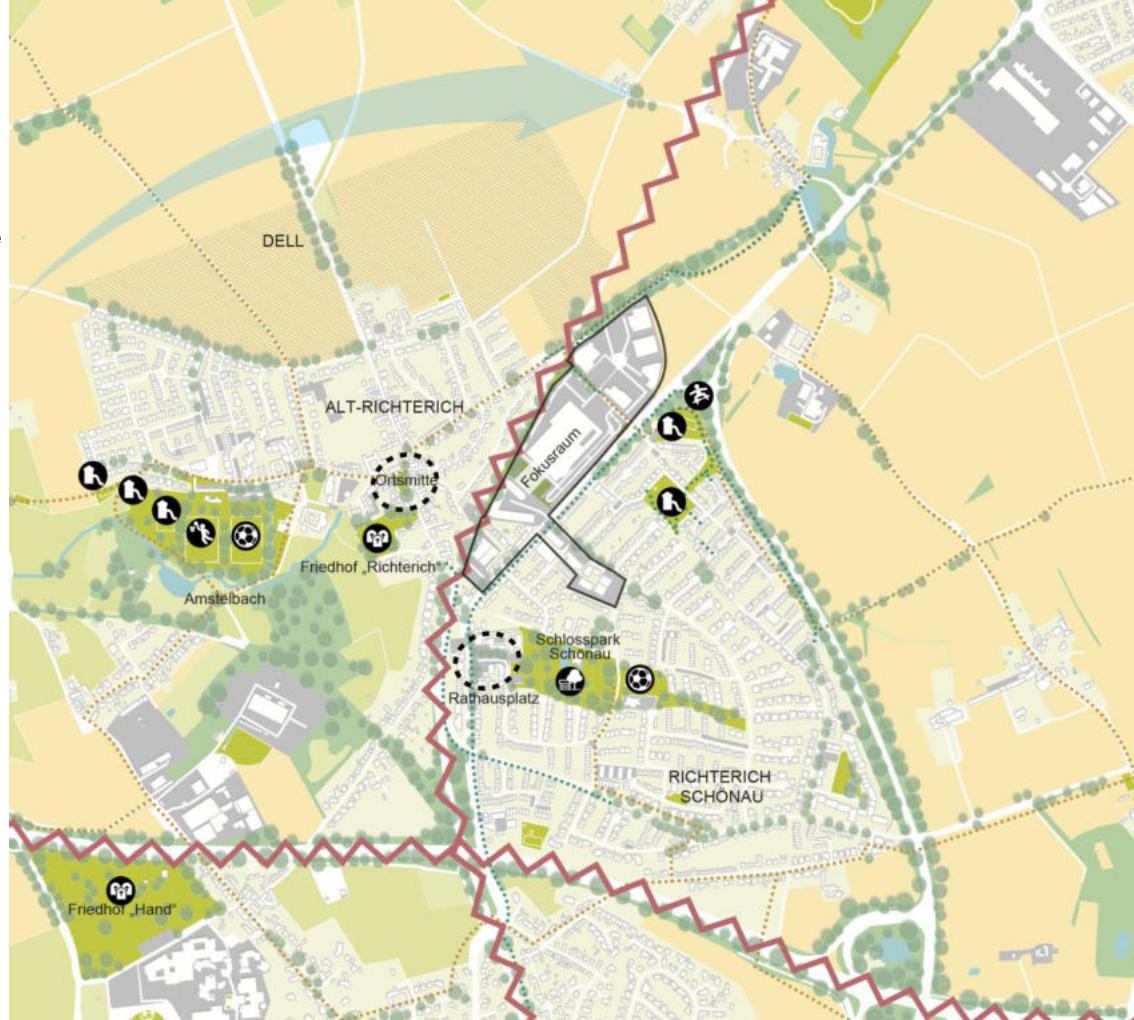 DELL
ALT-RICHTERICH
Fokusraum
Ortsmitte
Friedhof „Richterich"
Amstelbach
Schlosspark
Schönau
Rathausplatz
RICHTERICH
SCHÖNAU
Friedhof „Hand"